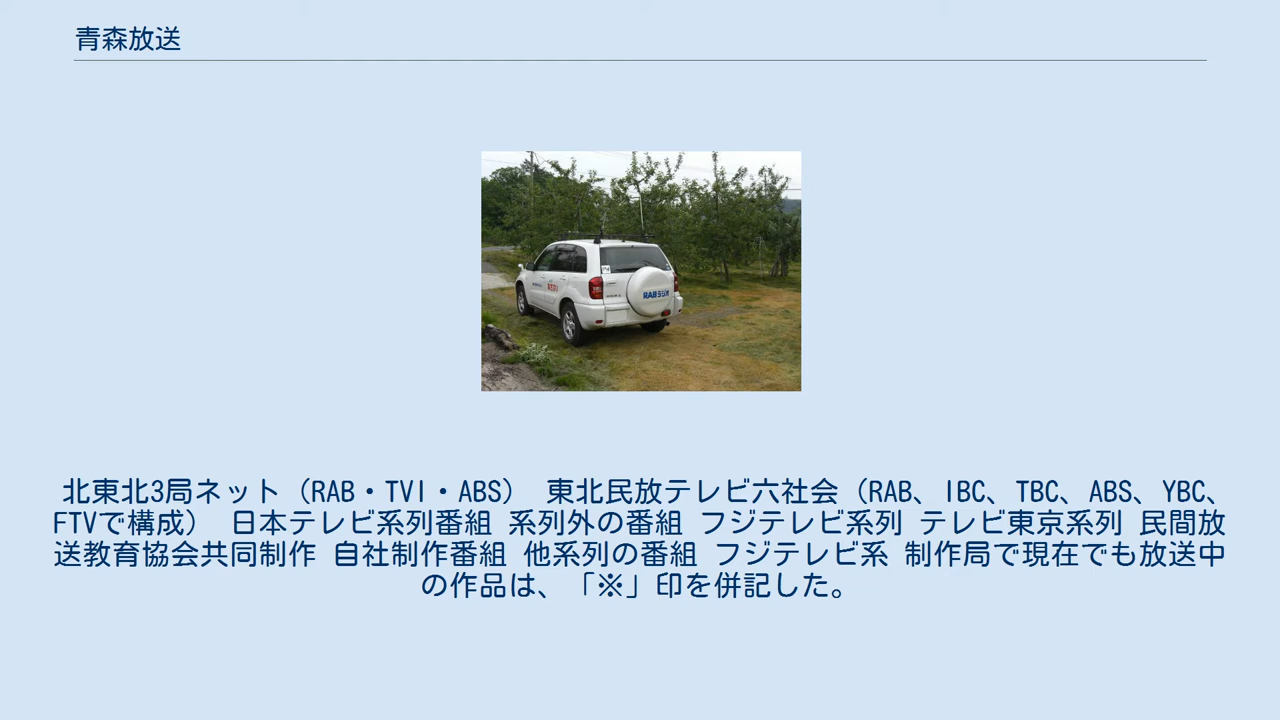 青森放送
RABラジオ
北東北3局ネット（RAB・TVI・ABS） 東北民放テレビ六社会（RAB、IBC、TBC、ABS、YBC、
FTVで構成） 日本テレビ系列番組 系列外の番組 フジテレビ系列 テレビ東京系列 民間放
送教育協会共同制作 自社制作番組 他系列の番組 フジテレビ系 制作局で現在でも放送中
の作品は、「※」印を併記した。